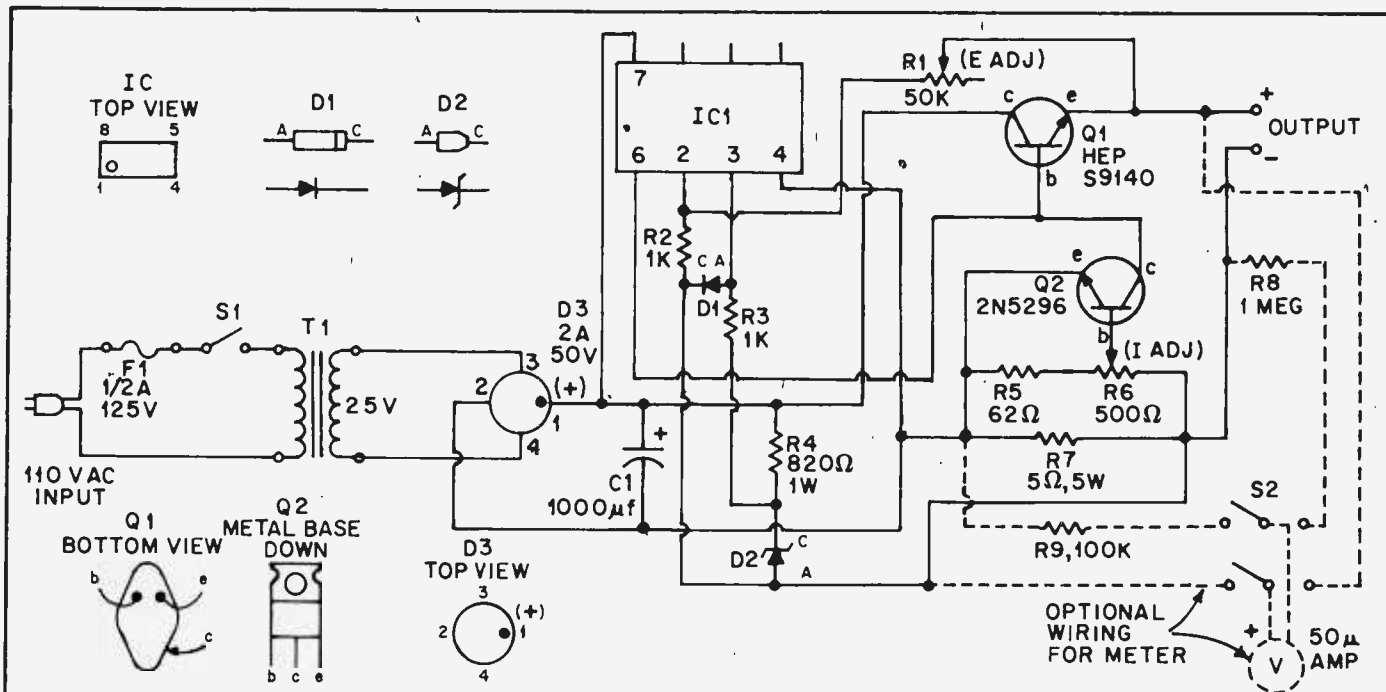 IC
TOP VIEW
8 5
1 4
D1
A C
D2
A C
7
IC1
6 2 3 4
R1
50K
(E ADJ)
c e
b
Q1
HEP
S9140
+
OUTPUT
-
R2
1K
C A
D1
R3
1K
e c
b
Q2
2N5296
(I ADJ)
R5
62Ω
R6
500Ω
R7
5Ω,5W
R8
1 MEG
S1
F1
1/2A
125V
T1
25V
110 VAC
INPUT
D3
2A
50V
3
2
(+)
1
4
+
C1
1000µf
R4
820Ω
1W
C
D2
A
S2
R9,100K
Q1
BOTTOM VIEW
b e
c
Q2
METAL BASE
DOWN
b c e
D3
TOP VIEW
3
(+)
2 1
4
OPTIONAL
WIRING
FOR METER
+
V
50µ
AMP